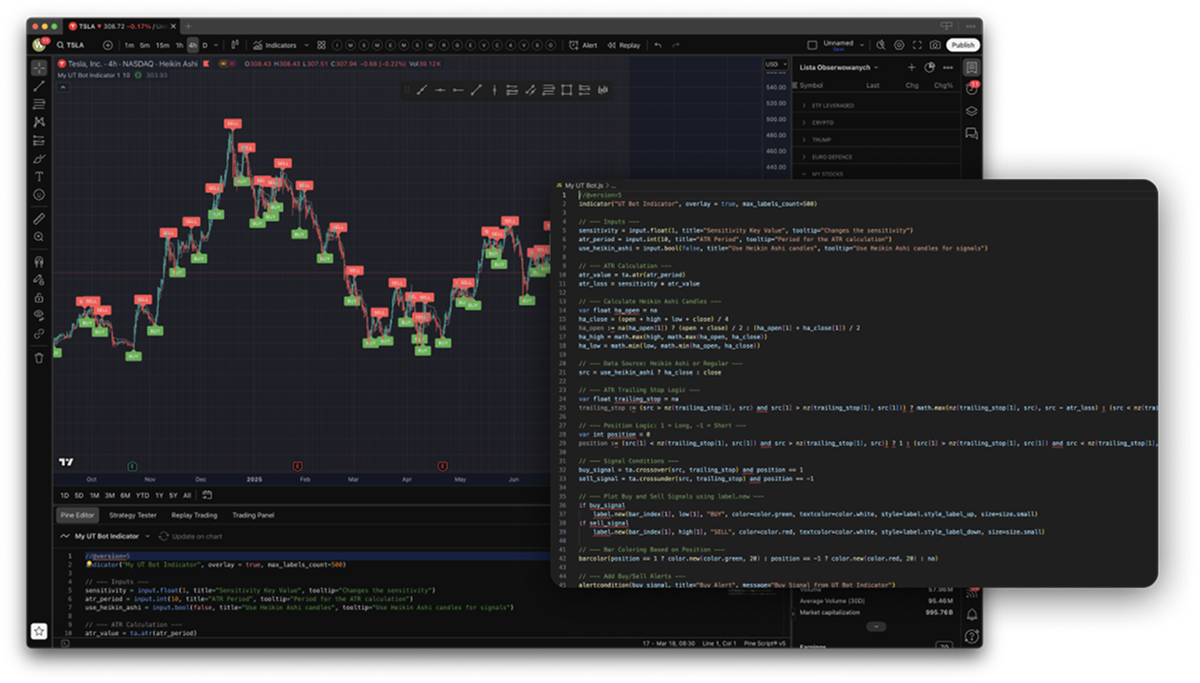 TSLA ▼ 308.72 −0.17% / Un
TSLA
1m 5m 15m 1h 4h D
Indicators
Alert
Replay
Unnamed
Save
Publish
Tesla, Inc. · 4h · NASDAQ · Heikin Ashi
O308.43 H308.43 L307.51 C307.94 −0.68 (−0.22%) Vol39.12K
My UT Bot Indicator 1 10 303.93
USD
540.00
520.00
500.00
480.00
460.00
440.00
Lista Obserwowanych
Symbol Last Chg Chg%
ETF LEVERAGED
CRYPTO
TRUMP
EURO DEFENCE
MY STOCKS
SELL
BUY
Oct Nov Dec 2025 Feb Mar Apr May Jun
1D 5D 1M 3M 6M YTD 1Y 5Y All
Pine Editor Strategy Tester Replay Trading Trading Panel
My UT Bot Indicator Update on chart
1 //@version=5
2 indicator("My UT Bot Indicator", overlay = true, max_labels_count=500)
3
4 // --- Inputs ---
5 sensitivity = input.float(1, title="Sensitivity Key Value", tooltip="Changes the sensitivity")
6 atr_period = input.int(10, title="ATR Period", tooltip="Period for the ATR calculation")
7 use_heikin_ashi = input.bool(false, title="Use Heikin Ashi candles", tooltip="Use Heikin Ashi candles for signals")
8
9 // --- ATR Calculation ---
10 atr_value = ta.atr(atr_period)
17 - Mar 18, 08:30 Line 1, Col 1 Pine Script® v5
My UT Bot.js > ...
1 //@version=5
2 indicator("UT Bot Indicator", overlay = true, max_labels_count=500)
3
4 // --- Inputs ---
5 sensitivity = input.float(1, title="Sensitivity Key Value", tooltip="Changes the sensitivity")
6 atr_period = input.int(10, title="ATR Period", tooltip="Period for the ATR calculation")
7 use_heikin_ashi = input.bool(false, title="Use Heikin Ashi candles", tooltip="Use Heikin Ashi candles for signals")
8
9 // --- ATR Calculation ---
10 atr_value = ta.atr(atr_period)
11 atr_loss = sensitivity * atr_value
12
13 // --- Calculate Heikin Ashi Candles ---
14 var float ha_open = na
15 ha_close = (open + high + low + close) / 4
16 ha_open := na(ha_open[1]) ? (open + close) / 2 : (ha_open[1] + ha_close[1]) / 2
17 ha_high = math.max(high, math.max(ha_open, ha_close))
18 ha_low = math.min(low, math.min(ha_open, ha_close))
19
20 // --- Data Source: Heikin Ashi or Regular ---
21 src = use_heikin_ashi ? ha_close : close
22
23 // --- ATR Trailing Stop Logic ---
24 var float trailing_stop = na
25 trailing_stop := (src > nz(trailing_stop[1], src) and src[1] > nz(trailing_stop[1], src[1])) ? math.max(nz(trailing_stop[1], src), src - atr_loss) : (src < nz(trai
26
27 // --- Position Logic: 1 = Long, -1 = Short ---
28 var int position = 0
29 position := (src[1] < nz(trailing_stop[1], src[1]) and src > nz(trailing_stop[1], src) ? 1 : (src[1] > nz(trailing_stop[1], src[1]) and src < nz(trailing_stop[1],
30
31 // --- Signal Conditions ---
32 buy_signal = ta.crossover(src, trailing_stop) and position == 1
33 sell_signal = ta.crossunder(src, trailing_stop) and position == -1
34
35 // --- Plot Buy and Sell Signals using label.new ---
36 if buy_signal
37 label.new(bar_index[1], low[1], "BUY", color=color.green, textcolor=color.white, style=label.style_label_up, size=size.small)
38 if sell_signal
39 label.new(bar_index[1], high[1], "SELL", color=color.red, textcolor=color.white, style=label.style_label_down, size=size.small)
40
41 // --- Bar Coloring Based on Position ---
42 barcolor(position == 1 ? color.new(color.green, 20) : position == -1 ? color.new(color.red, 20) : na)
43
44 // --- Add Buy/Sell Alerts ---
45 alertcondition(buy_signal, title="Buy Alert", message="Buy Signal from UT Bot Indicator")
Volume 57.96M
Average Volume (30D) 95.46M
Market capitalization 995.76B
Earnings